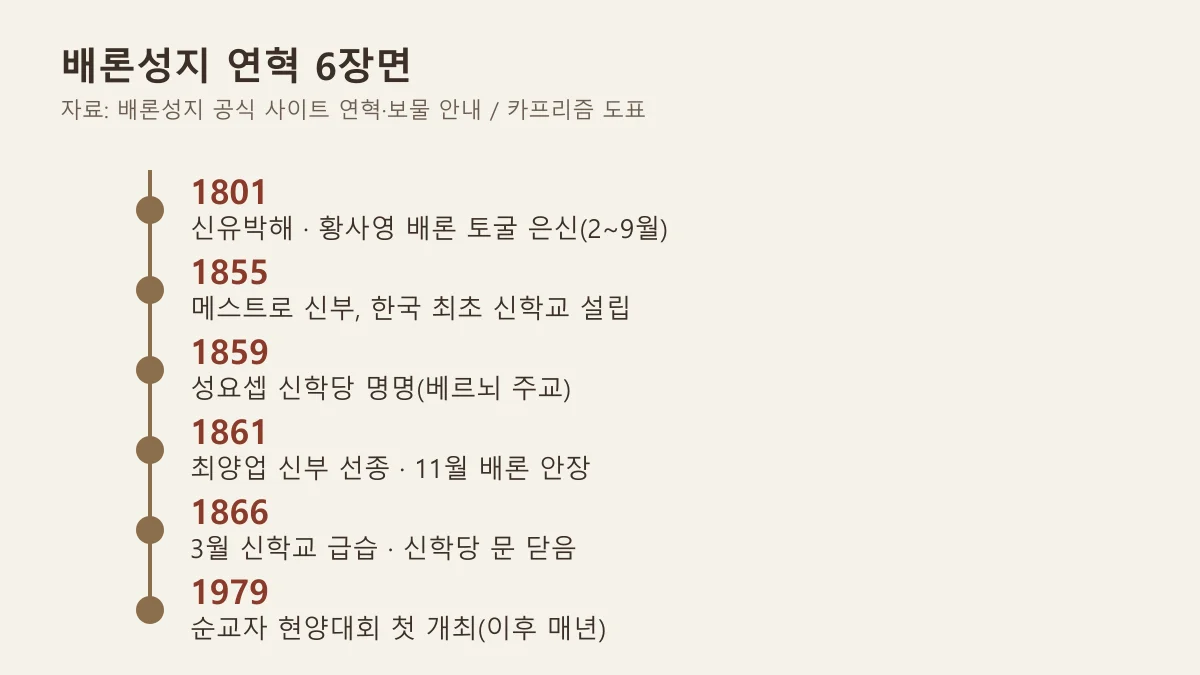 배론성지 연혁 6장면
자료: 배론성지 공식 사이트 연혁·보물 안내 / 카프리즘 도표
1801
신유박해 · 황사영 배론 토굴 은신(2~9월)
1855
메스트로 신부, 한국 최초 신학교 설립
1859
성요셉 신학당 명명(베르뇌 주교)
1861
최양업 신부 선종 · 11월 배론 안장
1866
3월 신학교 급습 · 신학당 문 닫음
1979
순교자 현양대회 첫 개최(이후 매년)